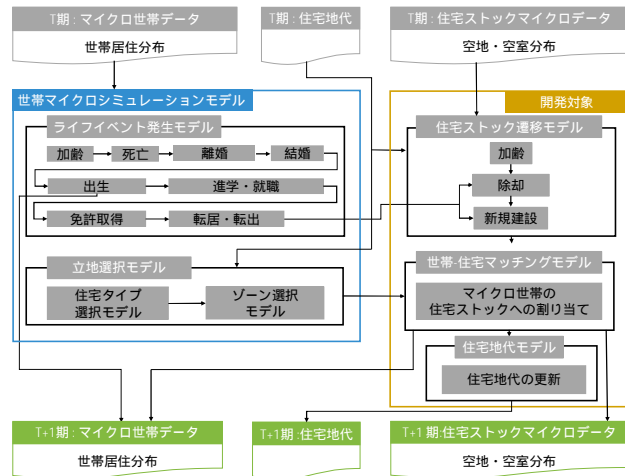 T期：マイクロ世帯データ
世帯居住分布
T期：住宅地代
T期：住宅ストックマイクロデータ
空地・空室分布
世帯マイクロシミュレーションモデル
ライフイベント発生モデル
加齢
死亡
離婚
結婚
出生
進学・就職
免許取得
転居・転出
立地選択モデル
住宅タイプ
選択モデル
ゾーン選択
モデル
開発対象
住宅ストック遷移モデル
加齢
除却
新規建設
世帯-住宅マッチングモデル
マイクロ世帯の
住宅ストックへの割り当て
住宅地代モデル
住宅地代の更新
T+1期：マイクロ世帯データ
世帯居住分布
T+1期：住宅地代
T+1期:住宅ストックマイクロデータ
空地・空室分布